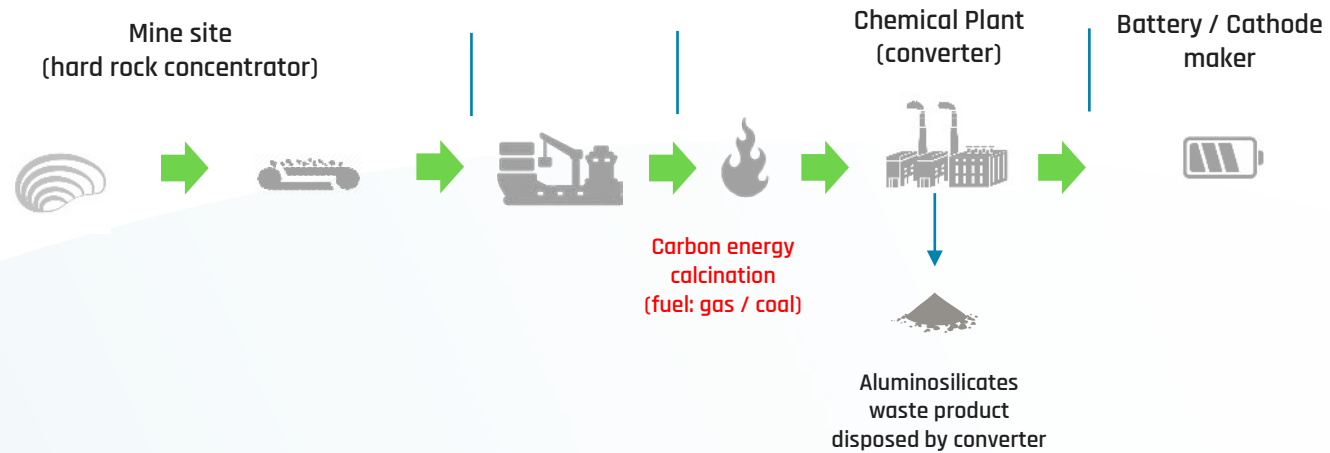 Mine site
(hard rock concentrator)
Chemical Plant
(converter)
Battery / Cathode
maker
Carbon energy
calcination
(fuel: gas / coal)
Aluminosilicates
waste product
disposed by converter